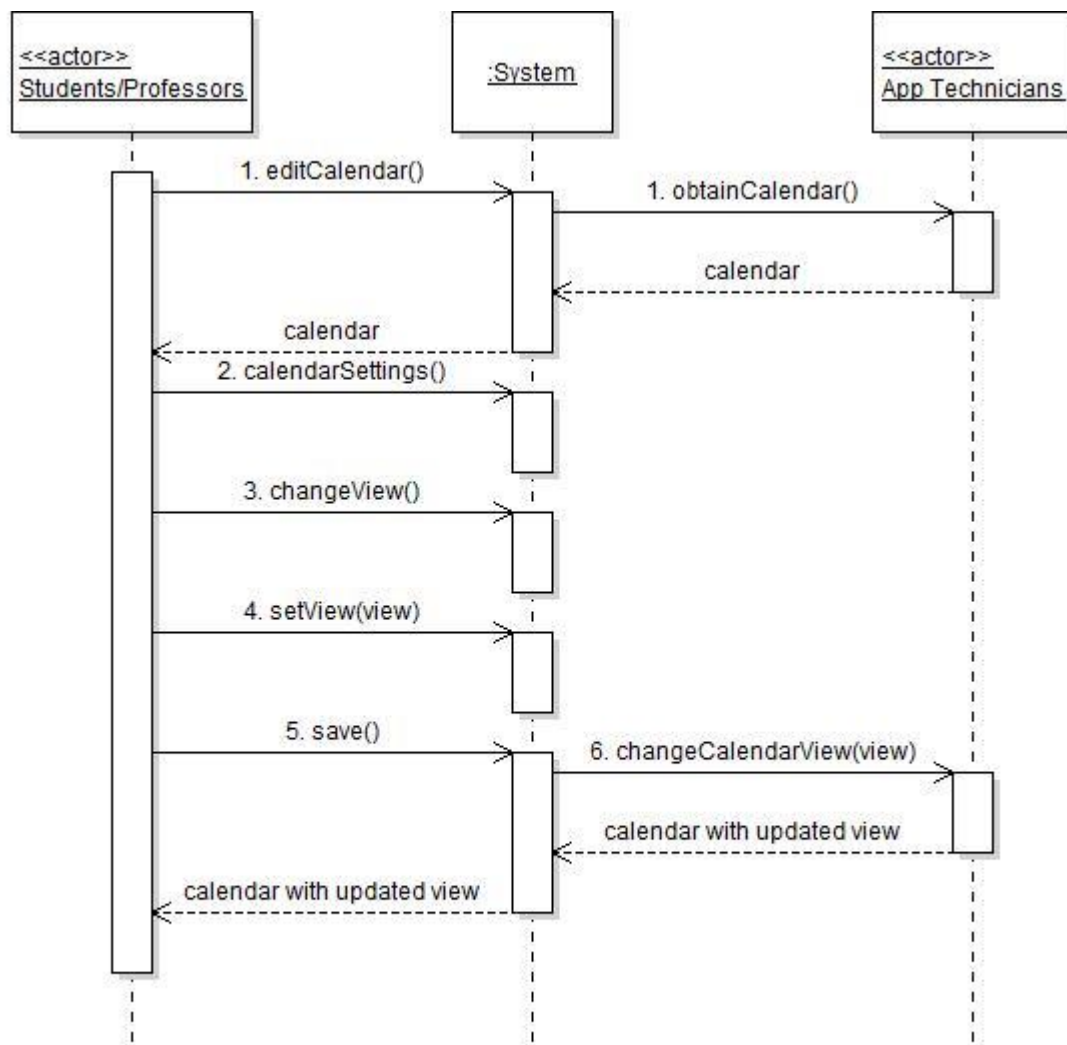 <<actor>>
Students/Professors
:System
<<actor>>
App Technicians
1. editCalendar()
1. obtainCalendar()
calendar
calendar
2. calendarSettings()
3. changeView()
4. setView(view)
5. save()
6. changeCalendarView(view)
calendar with updated view
calendar with updated view